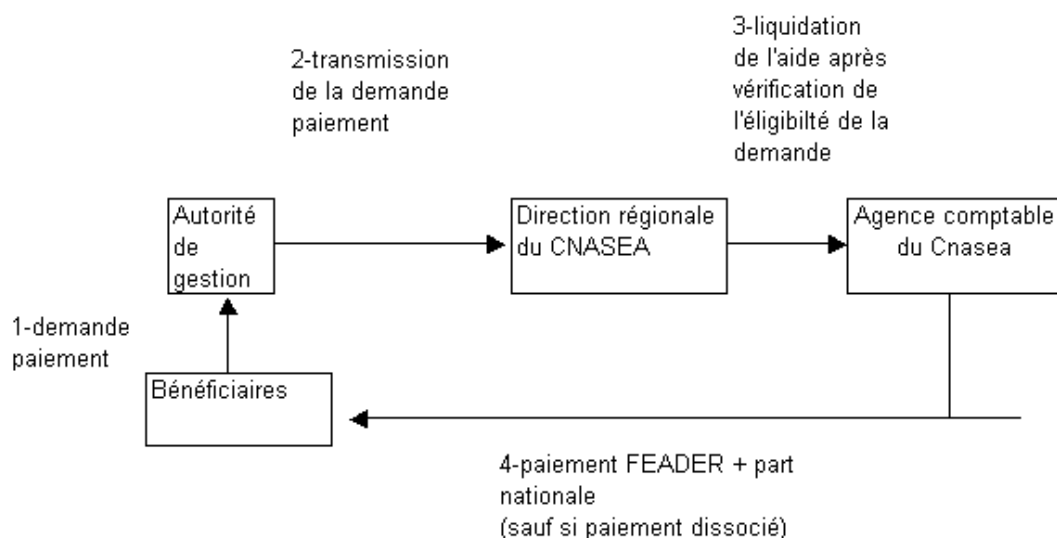 3-liquidation
de l'aide après
vérification de
l'éligibilté de la
demande
2-transmission
de la demande
paiement
Autorité
de
gestion
Direction régionale
du CNASEA
Agence comptable
du Cnasea
1-demande
paiement
Bénéficiaires
4-paiement FEADER + part
nationale
(sauf si paiement dissocié)